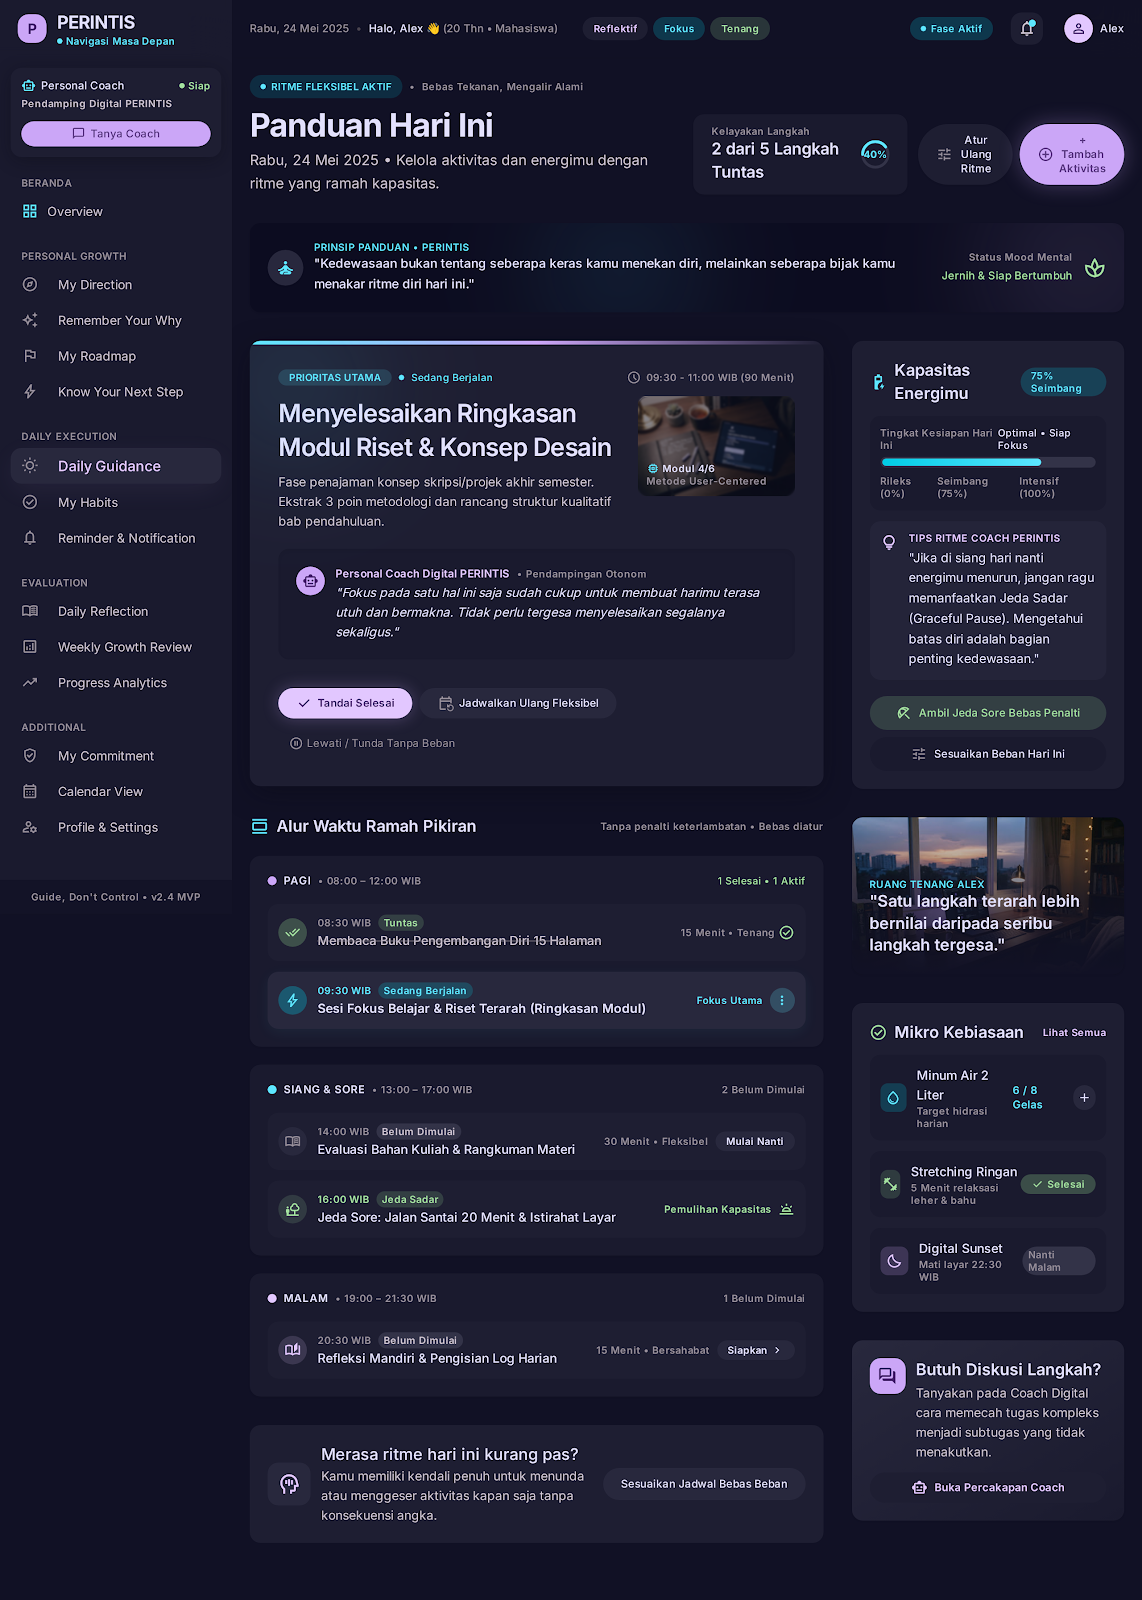 P
PERINTIS
Navigasi Masa Depan
Personal Coach
Siap
Pendamping Digital PERINTIS
Tanya Coach
BERANDA
Overview
PERSONAL GROWTH
My Direction
Remember Your Why
My Roadmap
Know Your Next Step
DAILY EXECUTION
Daily Guidance
My Habits
Reminder & Notification
EVALUATION
Daily Reflection
Weekly Growth Review
Progress Analytics
ADDITIONAL
My Commitment
Calendar View
Profile & Settings
Guide, Don't Control • v2.4 MVP
Rabu, 24 Mei 2025 • Halo, Alex 👋 (20 Thn • Mahasiswa)
Reflektif
Fokus
Tenang
Fase Aktif
Alex
RITME FLEKSIBEL AKTIF
• Bebas Tekanan, Mengalir Alami
Panduan Hari Ini
Rabu, 24 Mei 2025 • Kelola aktivitas dan energimu dengan
ritme yang ramah kapasitas.
Kelayakan Langkah
2 dari 5 Langkah
Tuntas
40%
Atur
Ulang
Ritme
+
Tambah
Aktivitas
PRINSIP PANDUAN • PERINTIS
"Kedewasaan bukan tentang seberapa keras kamu menekan diri, melainkan seberapa bijak kamu
menakar ritme diri hari ini."
Status Mood Mental
Jernih & Siap Bertumbuh
PRIORITAS UTAMA
Sedang Berjalan
09:30 - 11:00 WIB (90 Menit)
Menyelesaikan Ringkasan
Modul Riset & Konsep Desain
Fase penajaman konsep skripsi/projek akhir semester.
Ekstrak 3 poin metodologi dan rancang struktur kualitatif
bab pendahuluan.
Modul 4/6
Metode User-Centered
Personal Coach Digital PERINTIS • Pendampingan Otonom
"Fokus pada satu hal ini saja sudah cukup untuk membuat harimu terasa
utuh dan bermakna. Tidak perlu tergesa menyelesaikan segalanya
sekaligus."
Tandai Selesai
Jadwalkan Ulang Fleksibel
Lewati / Tunda Tanpa Beban
Alur Waktu Ramah Pikiran
Tanpa penalti keterlambatan • Bebas diatur
PAGI • 08:00 – 12:00 WIB
1 Selesai • 1 Aktif
08:30 WIB Tuntas
Membaca Buku Pengembangan Diri 15 Halaman
15 Menit • Tenang
09:30 WIB Sedang Berjalan
Sesi Fokus Belajar & Riset Terarah (Ringkasan Modul)
Fokus Utama
SIANG & SORE • 13:00 – 17:00 WIB
2 Belum Dimulai
14:00 WIB Belum Dimulai
Evaluasi Bahan Kuliah & Rangkuman Materi
30 Menit • Fleksibel
Mulai Nanti
16:00 WIB Jeda Sadar
Jeda Sore: Jalan Santai 20 Menit & Istirahat Layar
Pemulihan Kapasitas
MALAM • 19:00 – 21:30 WIB
1 Belum Dimulai
20:30 WIB Belum Dimulai
Refleksi Mandiri & Pengisian Log Harian
15 Menit • Bersahabat
Siapkan
Merasa ritme hari ini kurang pas?
Kamu memiliki kendali penuh untuk menunda
atau menggeser aktivitas kapan saja tanpa
konsekuensi angka.
Sesuaikan Jadwal Bebas Beban
Kapasitas
Energimu
75%
Seimbang
Tingkat Kesiapan Hari
Ini
Optimal • Siap
Fokus
Rileks
(0%)
Seimbang
(75%)
Intensif
(100%)
TIPS RITME COACH PERINTIS
"Jika di siang hari nanti
energimu menurun, jangan ragu
memanfaatkan Jeda Sadar
(Graceful Pause). Mengetahui
batas diri adalah bagian
penting kedewasaan."
Ambil Jeda Sore Bebas Penalti
Sesuaikan Beban Hari Ini
RUANG TENANG ALEX
"Satu langkah terarah lebih
bernilai daripada seribu
langkah tergesa."
Mikro Kebiasaan
Lihat Semua
Minum Air 2
Liter
Target hidrasi
harian
6 / 8
Gelas
+
Stretching Ringan
5 Menit relaksasi
leher & bahu
Selesai
Digital Sunset
Mati layar 22:30
WIB
Nanti
Malam
Butuh Diskusi Langkah?
Tanyakan pada Coach Digital
cara memecah tugas kompleks
menjadi subtugas yang tidak
menakutkan.
Buka Percakapan Coach